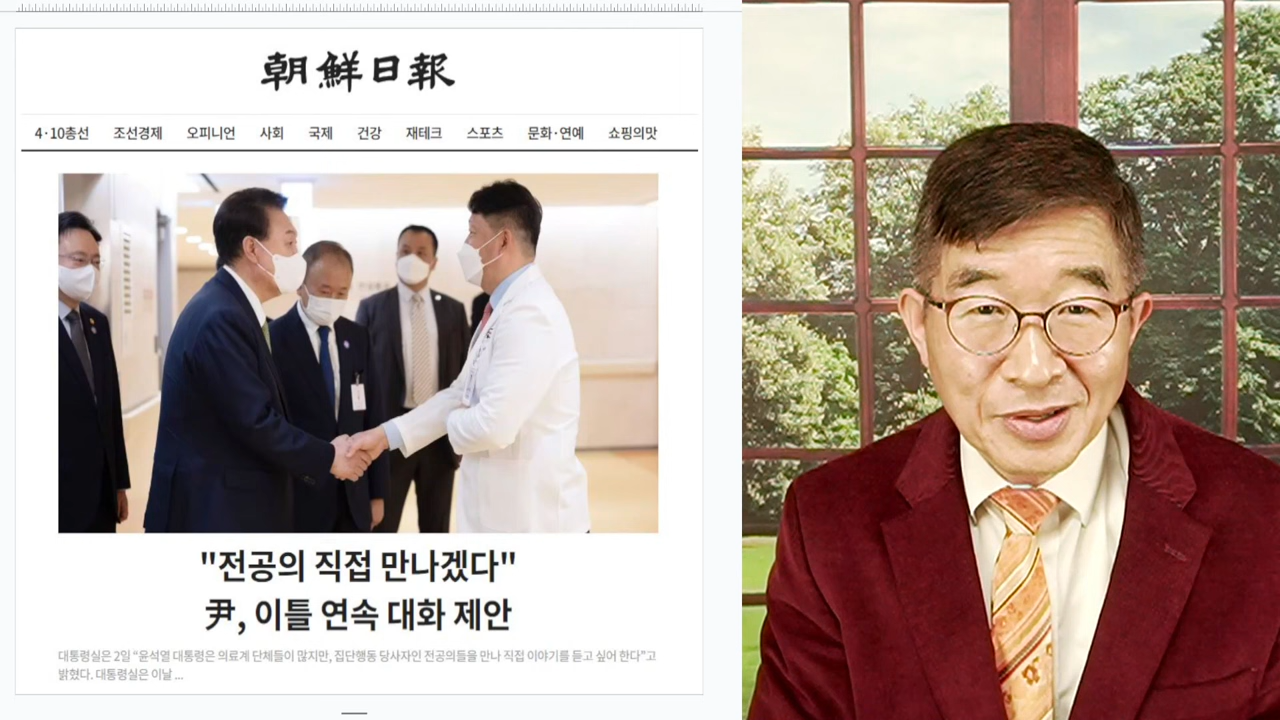 朝鮮日報
4·10총선 조선경제 오피니언 사회 국제 건강 재테크 스포츠 문화·연예 쇼핑의맛
"전공의 직접 만나겠다"
尹, 이틀 연속 대화 제안
대통령실은 2일 “윤석열 대통령은 의료계 단체들이 많지만, 집단행동 당사자인 전공의들을 만나 직접 이야기를 듣고 싶어 한다”고
밝혔다. 대통령실은 이날 ...